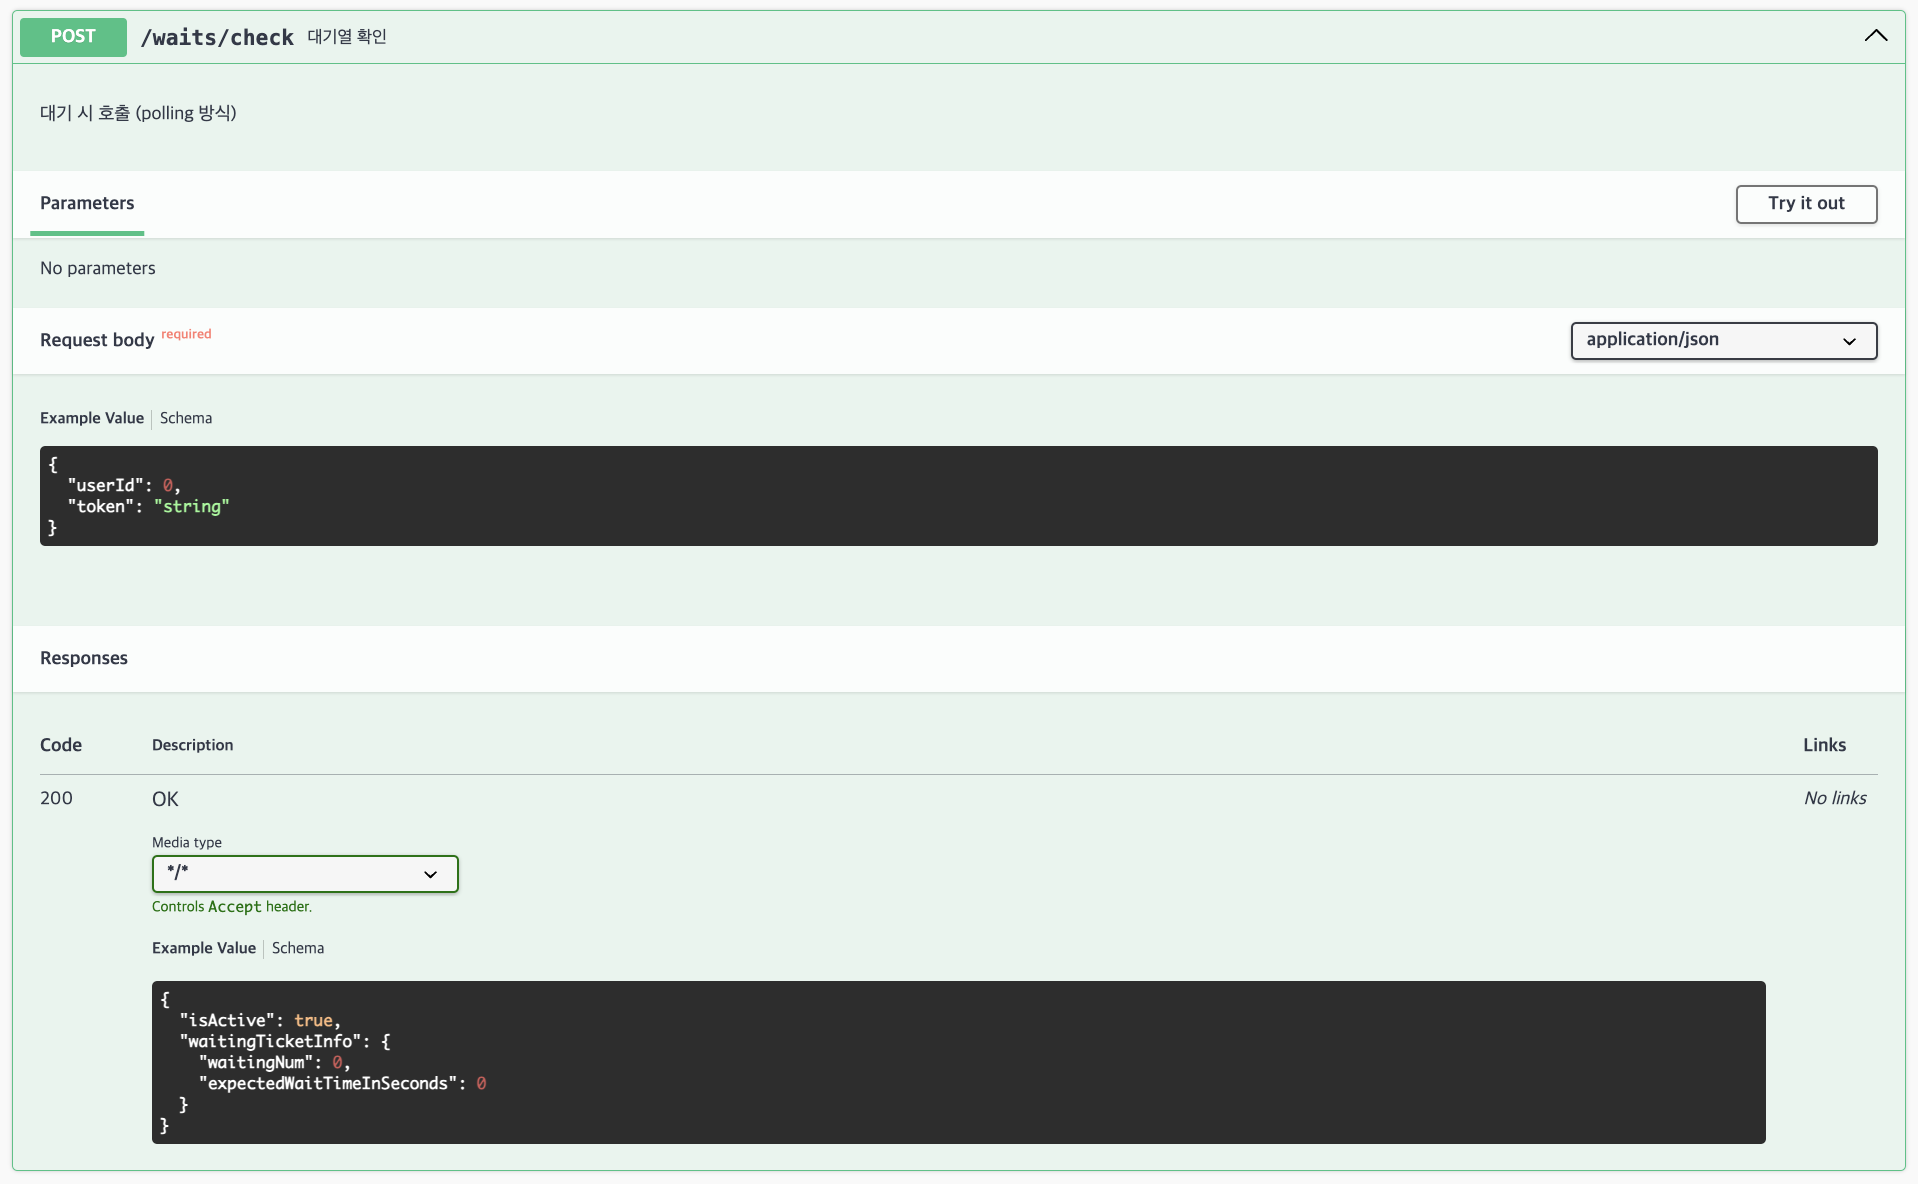 POST /waits/check 대기열 확인
대기 시 호출 (polling 방식)
Parameters
Try it out
No parameters
Request body required
application/json
Example Value Schema
{
  "userId": 0,
  "token": "string"
}
Responses
Code Description Links
200 OK No links
Media type
*/*
Controls Accept header.
Example Value Schema
{
  "isActive": true,
  "waitingTicketInfo": {
    "waitingNum": 0,
    "expectedWaitTimeInSeconds": 0
  }
}